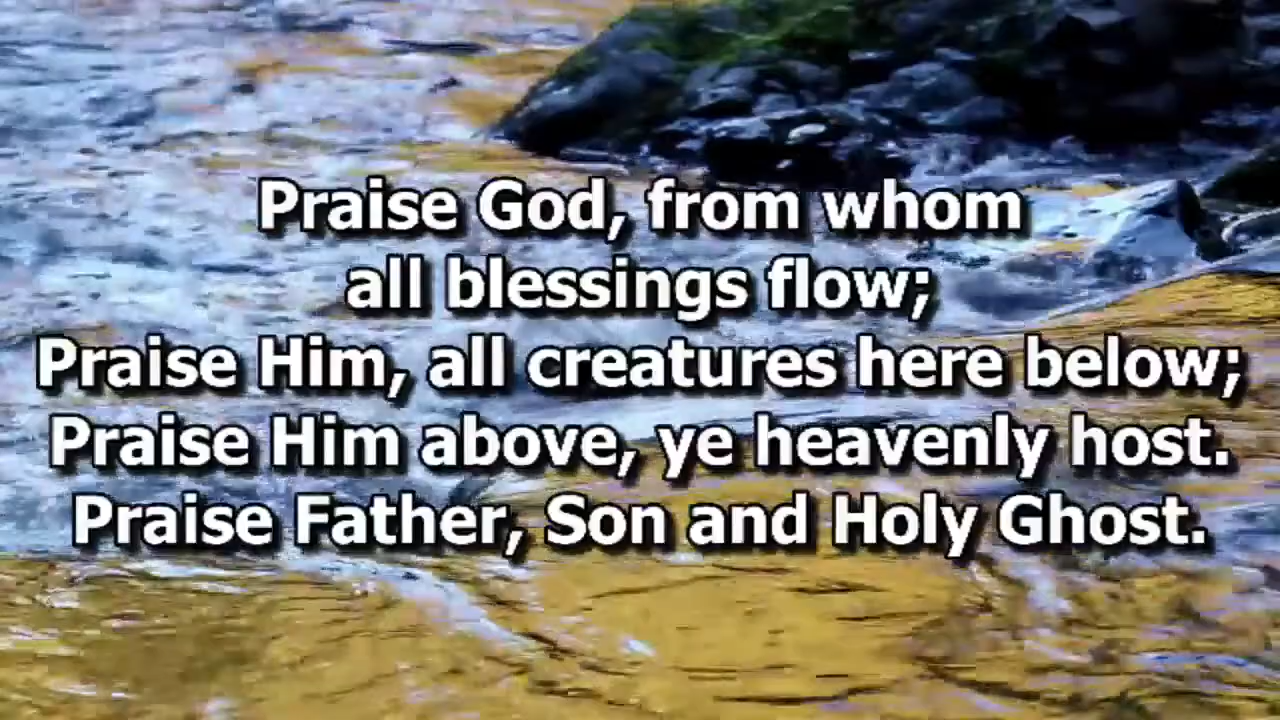 Praise God, from whom
all blessings flow;
Praise Him, all creatures here below;
Praise Him above, ye heavenly host.
Praise Father, Son and Holy Ghost.